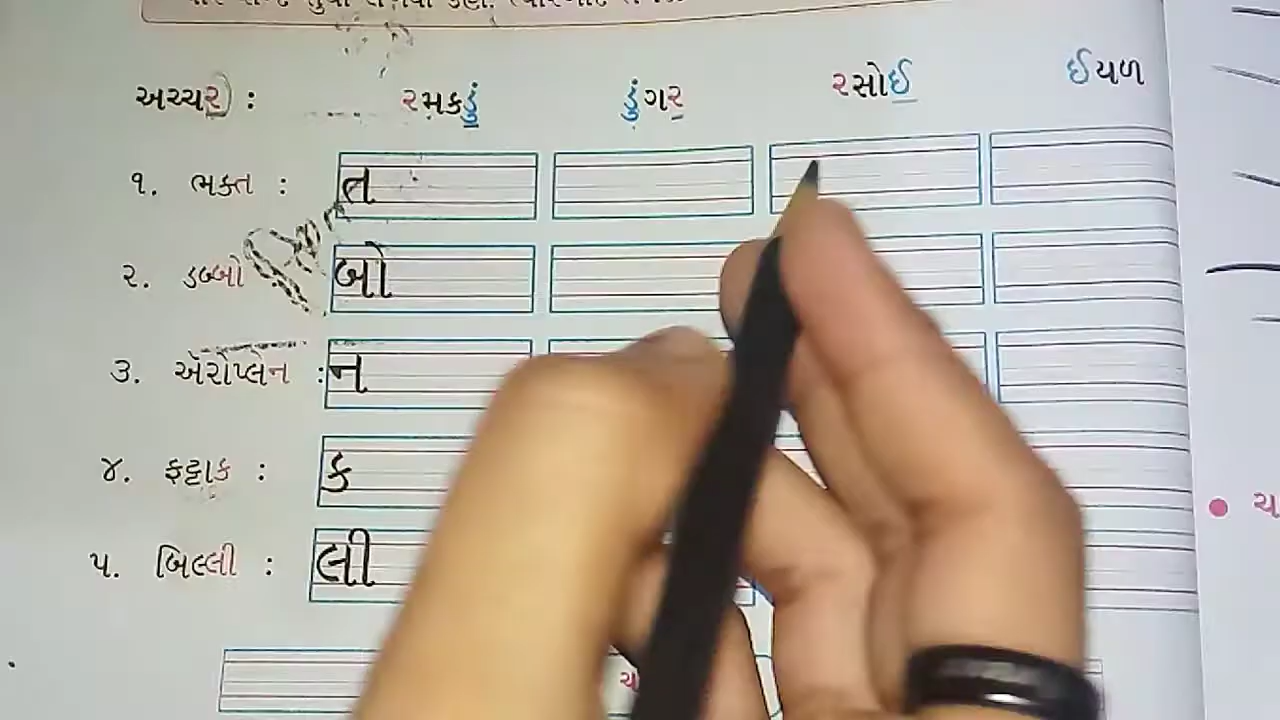 અચ્ચર : રમકડું ડુંગર રસોઈ ઈયળ
૧. ભક્ત : ત
૨. ડબ્બો બો
૩. ઍરોપ્લેન : ન
૪. ફટ્ટાક : ક
૫. બિલ્લી : લી